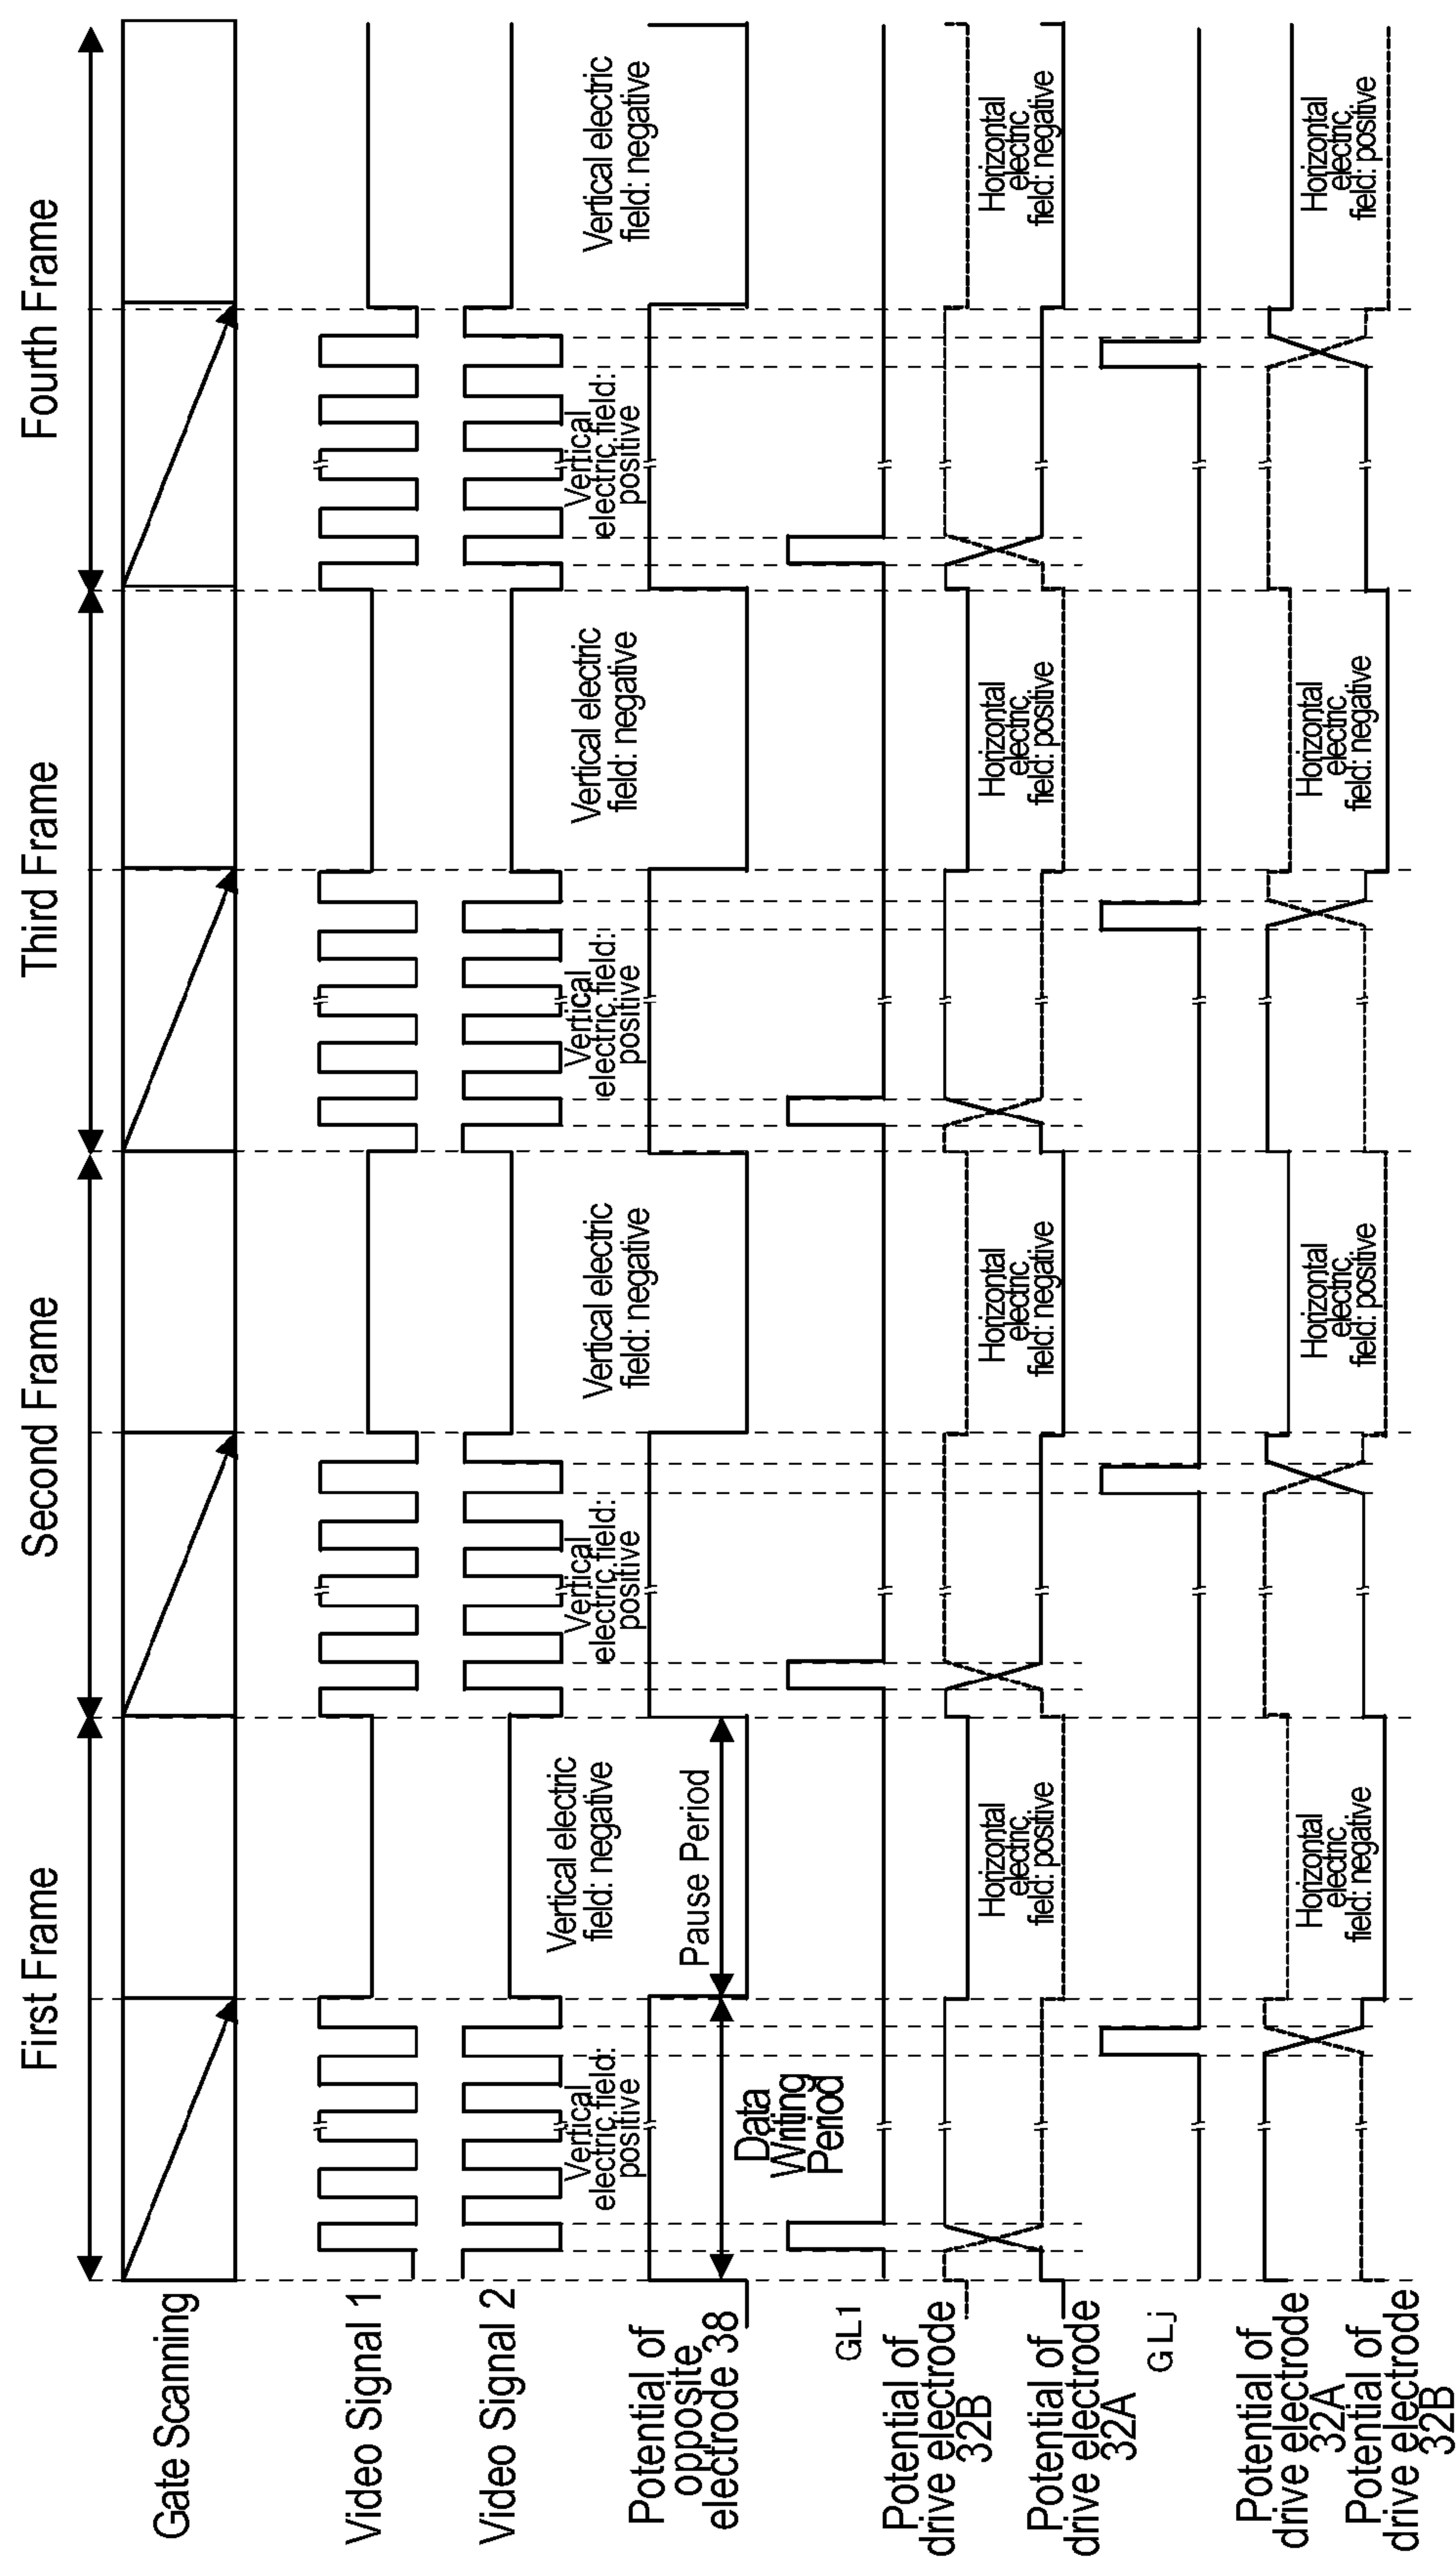 First Frame
Second Frame
Third Frame
Fourth Frame
Gate Scanning
Video Signal 1
Video Signal 2
Vertical
electric field:
positive
Vertical electric
field: negative
Vertical
electric field:
positive
Vertical electric
field: negative
Vertical
electric field:
positive
Vertical electric
field: negative
Vertical
electric field:
positive
Vertical electric
field: negative
Potential of
opposite
electrode 38
Data
Writing
Period
Pause Period
GL1
Potential of
drive electrode
32B
Horizontal
electric
field: positive
Horizontal
electric
field: negative
Horizontal
electric
field: positive
Horizontal
electric
field: negative
Potential of
drive electrode
32A
GLj
Potential of
drive electrode
32A
Horizontal
electric
field: negative
Horizontal
electric
field: positive
Horizontal
electric
field: negative
Horizontal
electric
field: positive
Potential of
drive electrode
32B